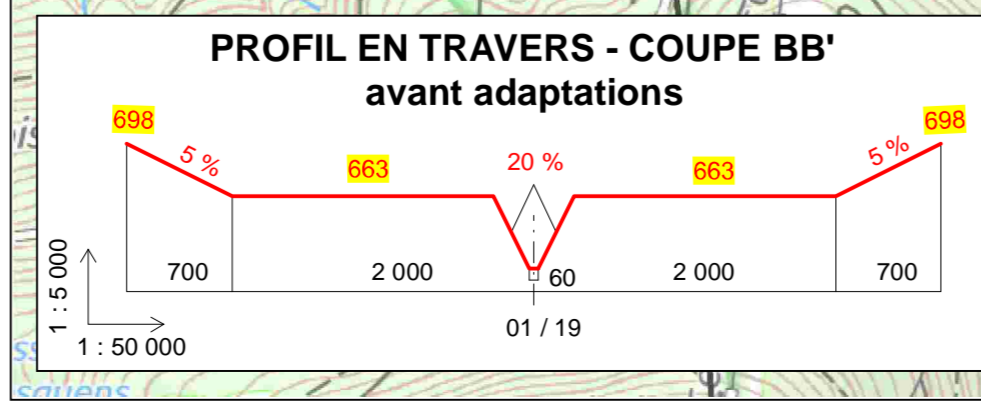 PROFIL EN TRAVERS - COUPE BB'
avant adaptations
698
698
5 %
20 %
5 %
663
663
700
2 000
60
2 000
700
01 / 19
1 : 5 000
1 : 50 000